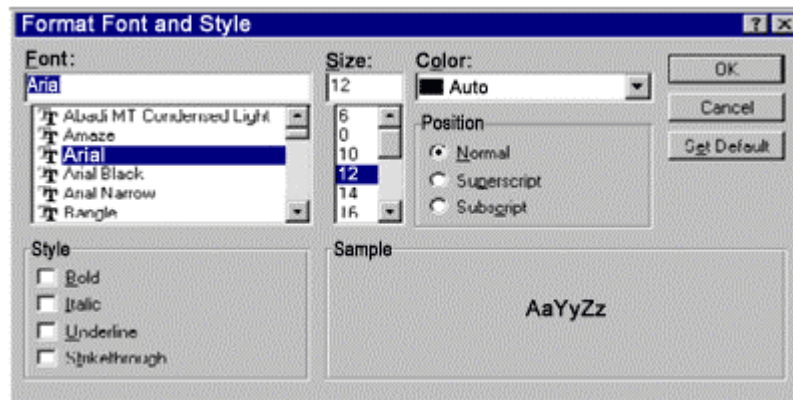 Format Font and Style
Font:
Size:
Color:
Aria
12
Auto
OK
Cancel
Set Default
Abadi MT Condensed Light
Amaze
Arial
Arial Black
Arial Narrow
Bangle
6
0
10
12
14
16
Position
Normal
Superscript
Subscript
Style
Bold
Italic
Underline
Strikethrough
Sample
AaYyZz